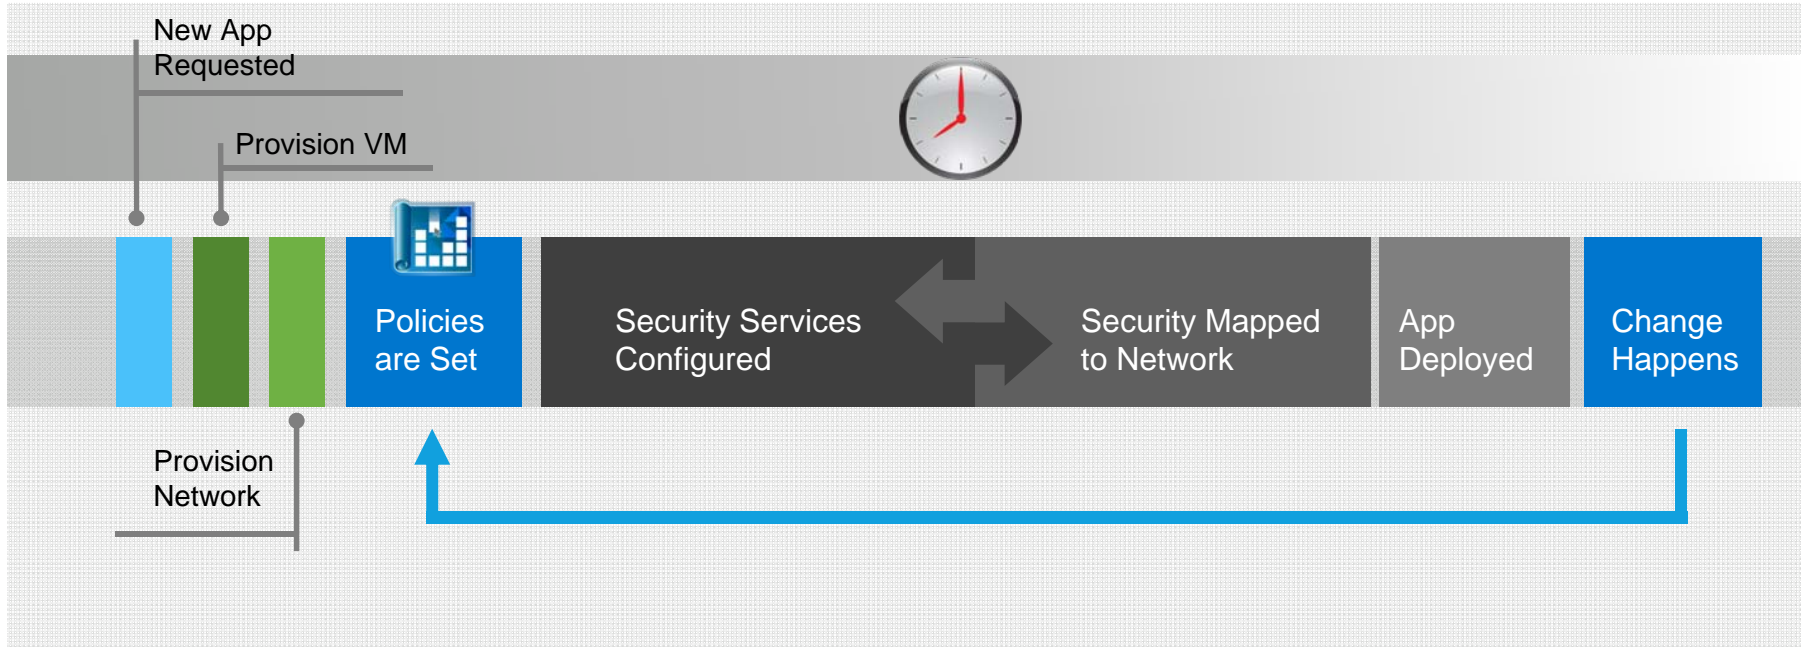 New App
Requested
Provision VM
Policies
are Set
Security Services
Configured
Security Mapped
to Network
App
Deployed
Change
Happens
Provision
Network